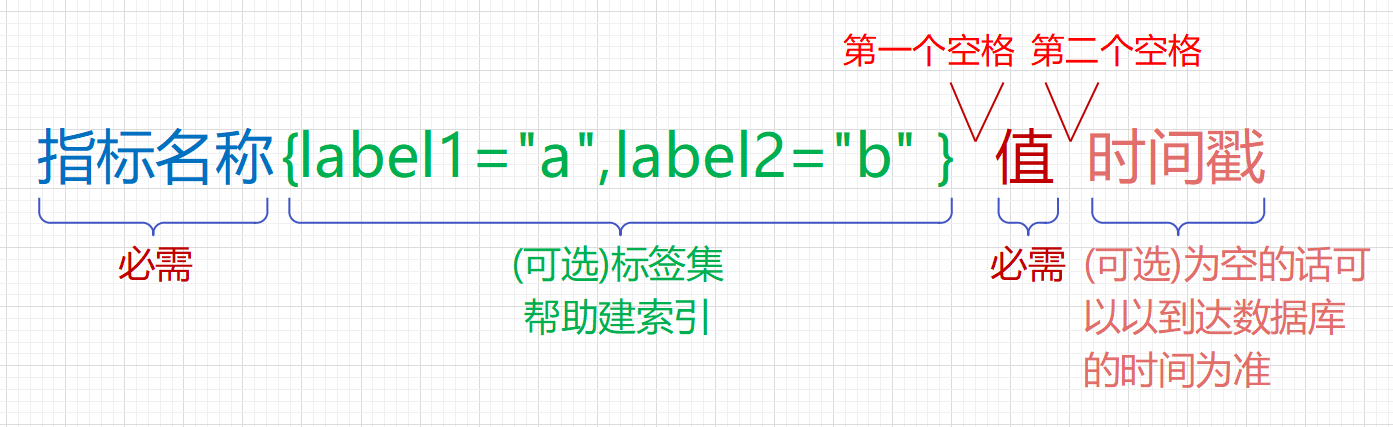 第一个空格 第二个空格
指标名称{label1="a",label2="b" } 值 时间戳
必需
(可选)标签集
帮助建索引
必需
(可选)为空的话可
以以到达数据库
的时间为准